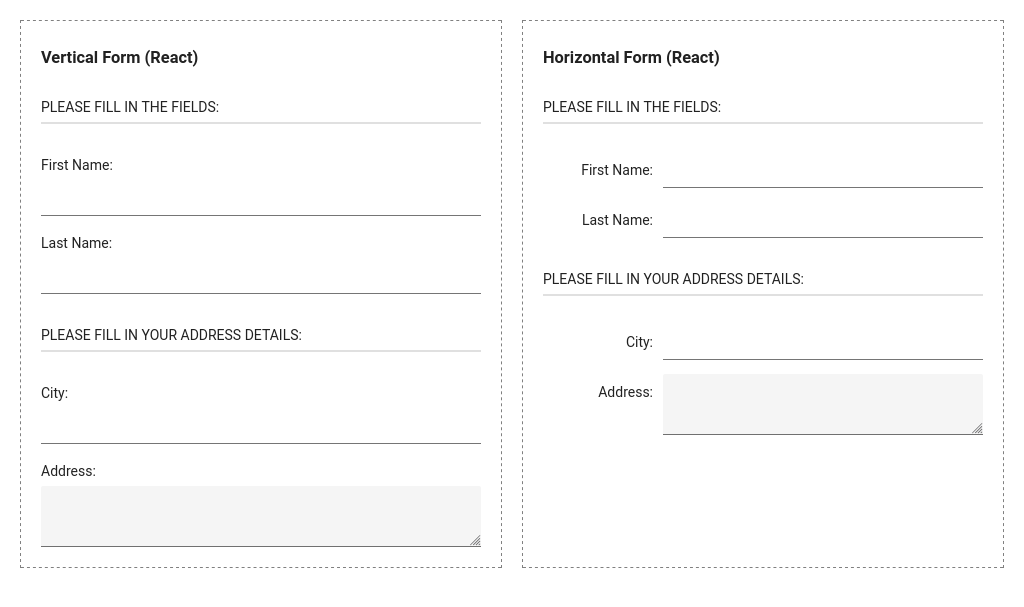 Vertical Form (React)
PLEASE FILL IN THE FIELDS:
First Name:
Last Name:
PLEASE FILL IN YOUR ADDRESS DETAILS:
City:
Address:
Horizontal Form (React)
PLEASE FILL IN THE FIELDS:
First Name:
Last Name:
PLEASE FILL IN YOUR ADDRESS DETAILS:
City:
Address: